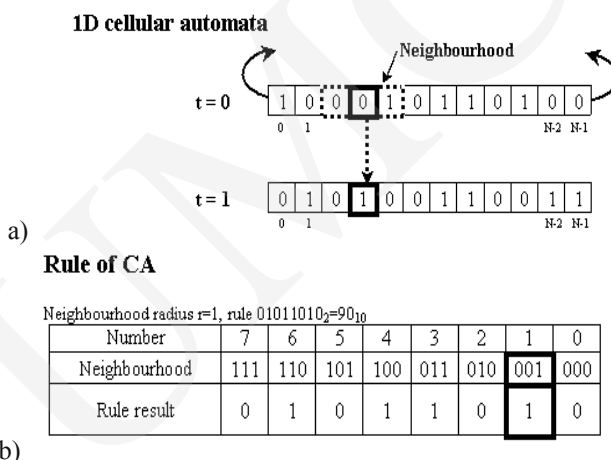 1D cellular automata
Neighbourhood
t = 0 1 0 0 0 1 0 1 1 0 1 0 0
0 1 N-2 N-1
t = 1 0 1 0 1 0 0 1 1 0 0 1 1
0 1 N-2 N-1
a)
Rule of CA
Neighbourhood radius r=1, rule 01011010₂=90₁₀
Number 7 6 5 4 3 2 1 0
Neighbourhood 111 110 101 100 011 010 001 000
Rule result 0 1 0 1 1 0 1 0
b)